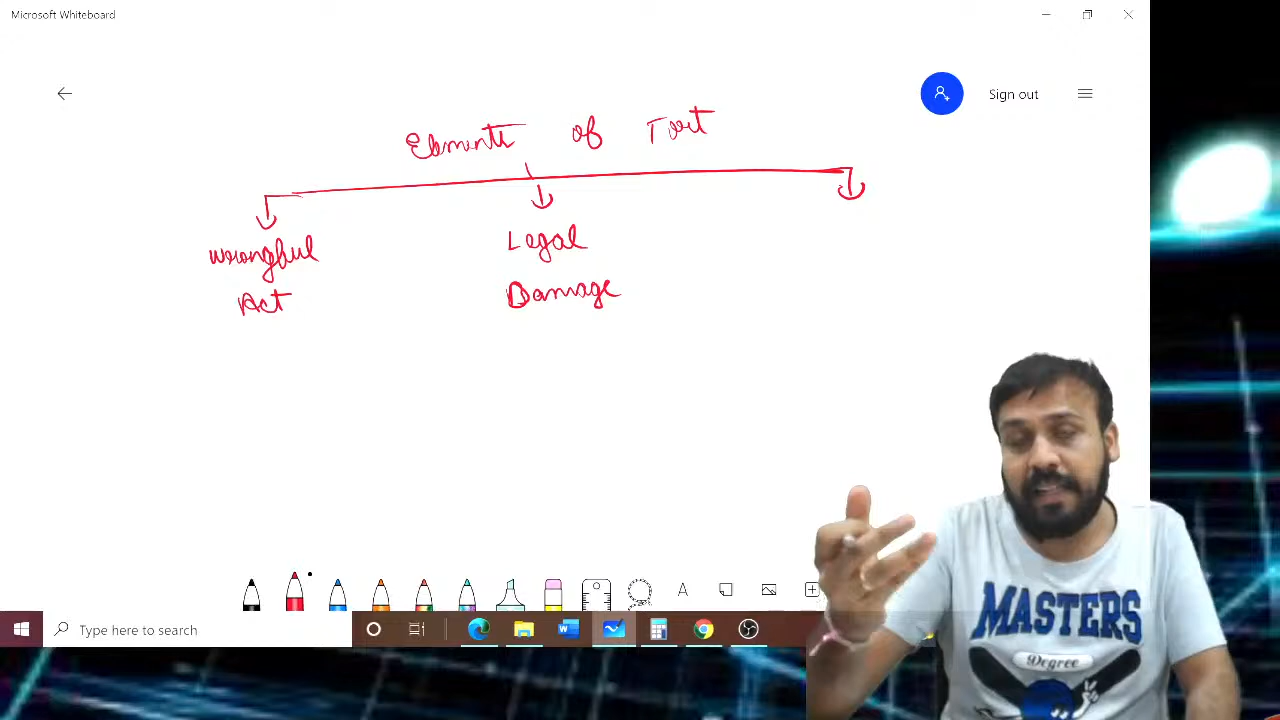 Microsoft Whiteboard
Sign out
Elements of Tort
Wrongful
Act
Legal
Damage
A
Type here to search
MASTERS
Degree